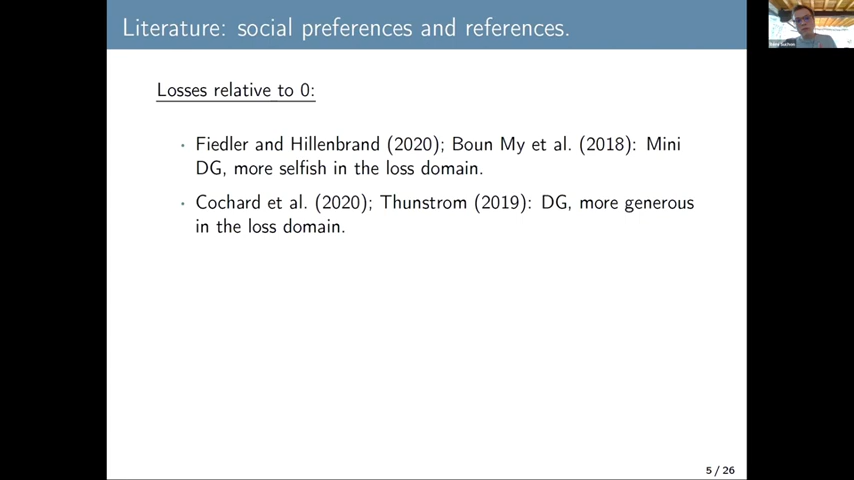 Literature: social preferences and references.
Losses relative to 0:
Fiedler and Hillenbrand (2020); Boun My et al. (2018): Mini
DG, more selfish in the loss domain.
Cochard et al. (2020); Thunstrom (2019): DG, more generous
in the loss domain.
5 / 26